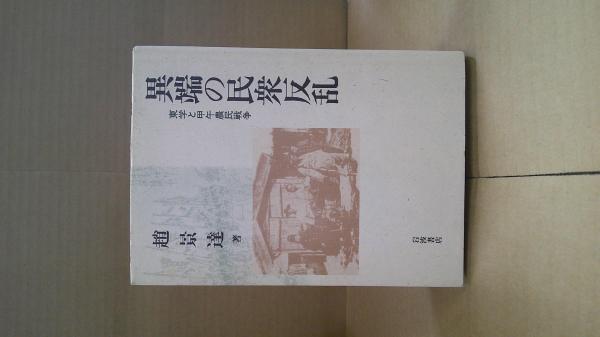 異端の民衆反乱
東学と甲午農民戦争
趙景達 著
岩波書店